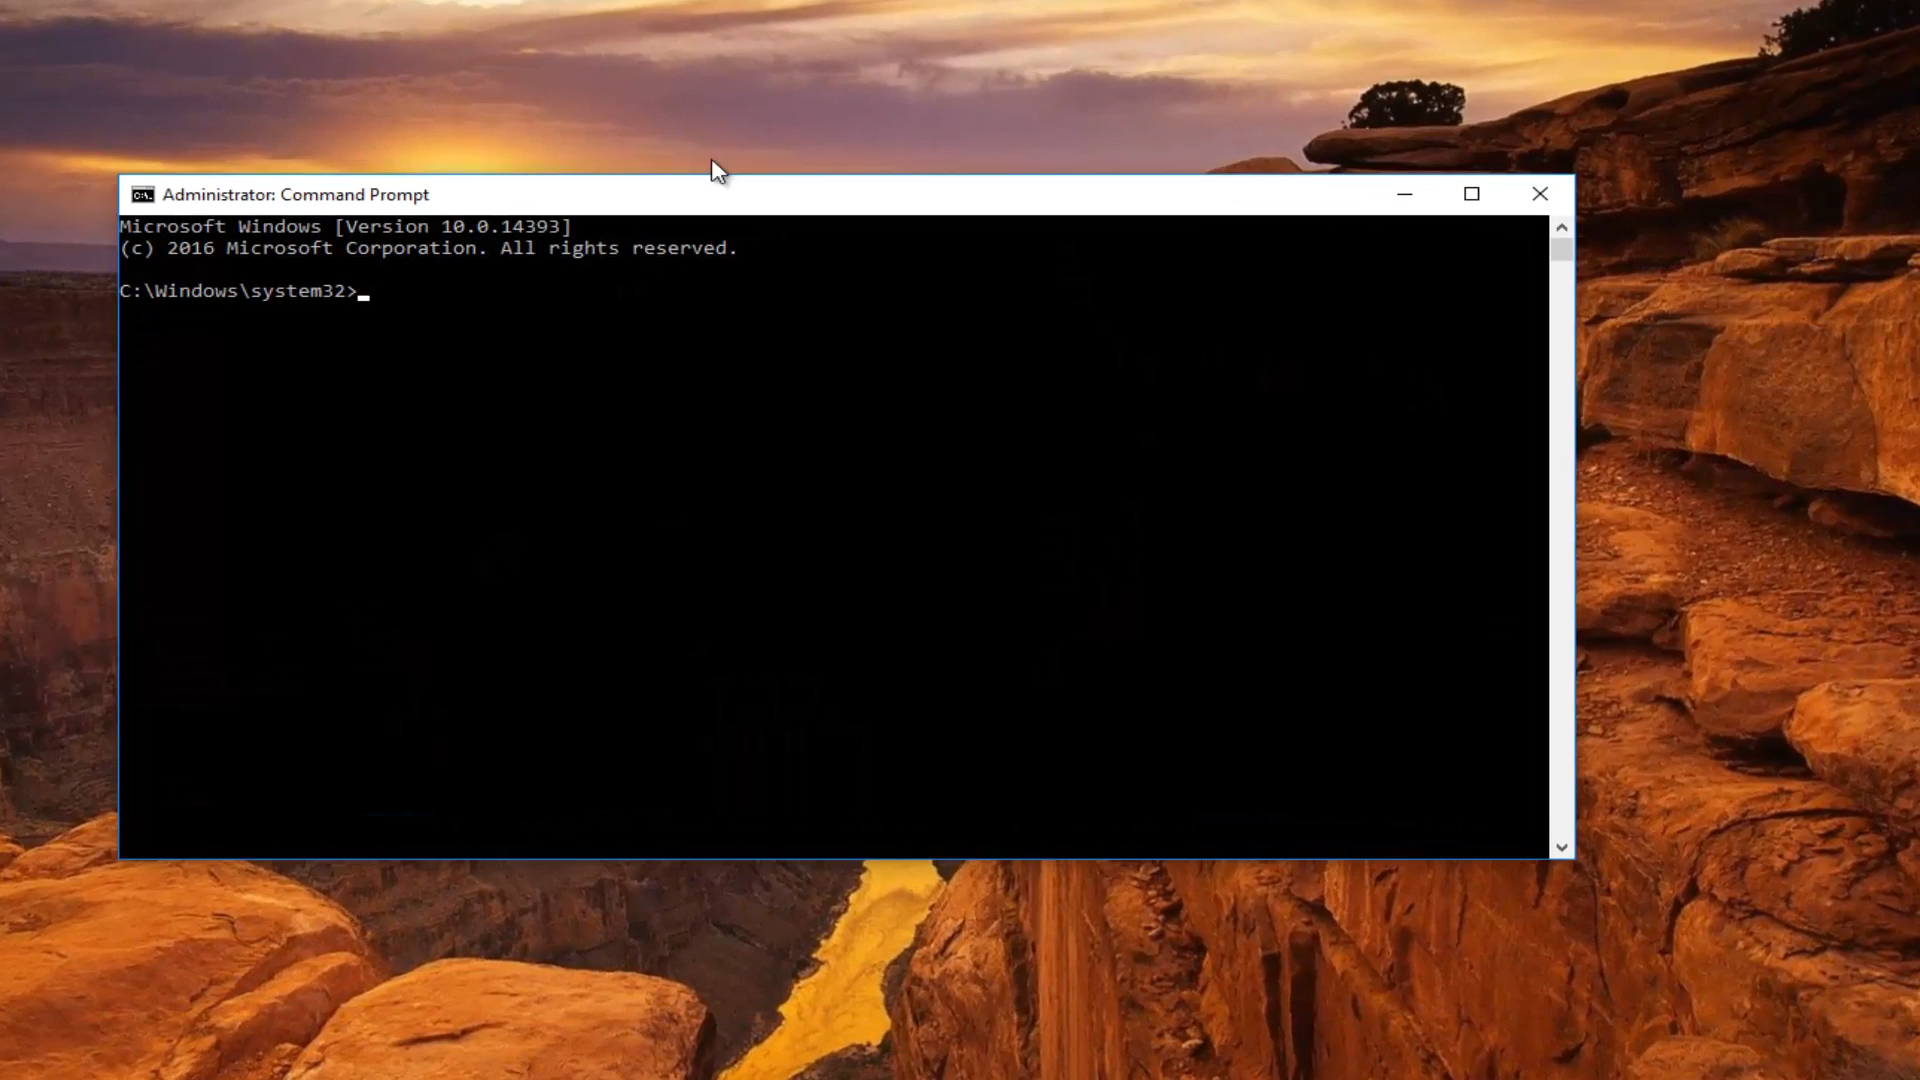 Administrator: Command Prompt
Microsoft Windows [Version 10.0.14393]
(c) 2016 Microsoft Corporation. All rights reserved.
C:\Windows\system32>